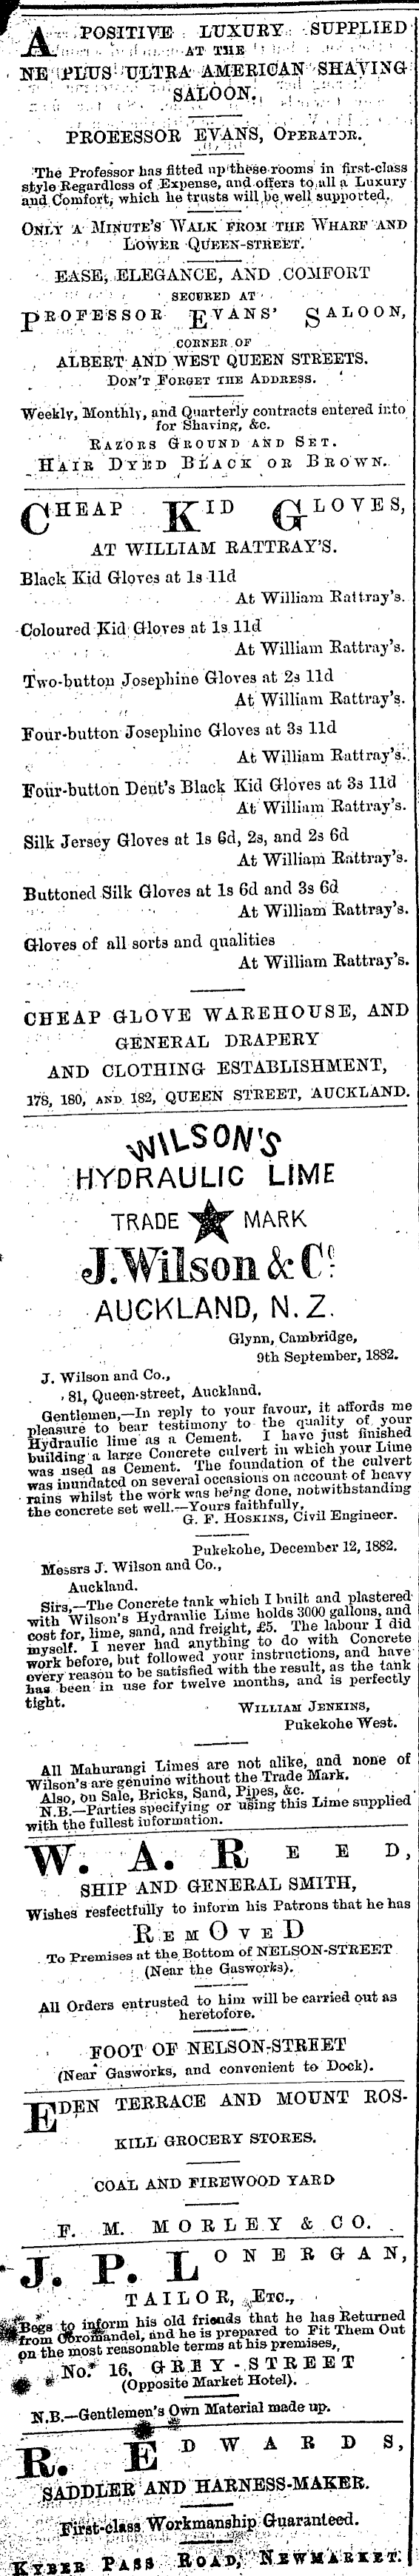 A POSITIVE LUXURY SUPPLIED
AT THE
NE PLUS ULTRA AMERICAN SHAVING
SALOON.
PROFESSOR EVANS, OPERATOR.
The Professor has fitted up these rooms in first-class
style Regardless of Expense, and offers to all a Luxury
and Comfort, which he trusts will be well supported.
ONLY A MINUTE'S WALK FROM THE WHARF AND
LOWER QUEEN-STREET.
EASE, ELEGANCE, AND COMFORT
SECURED AT
PROFESSOR EVANS' SALOON,
CORNER OF
ALBERT AND WEST QUEEN STREETS.
DON'T FORGET THE ADDRESS.
Weekly, Monthly, and Quarterly contracts entered into
for Shaving, &c.
RAZORS GROUND AND SET.
HAIR DYED BLACK OR BROWN.
CHEAP KID GLOVES,
AT WILLIAM RATTRAY'S.
Black Kid Gloves at 1s 11d
At William Rattray's.
Coloured Kid Gloves at 1s 11d
At William Rattray's.
Two-button Josephine Gloves at 2s 11d
At William Rattray's.
Four-button Josephine Gloves at 3s 11d
At William Rattray's.
Four-button Dent's Black Kid Gloves at 3s 11d
At William Rattray's.
Silk Jersey Gloves at 1s 6d, 2s, and 2s 6d
At William Rattray's.
Buttoned Silk Gloves at 1s 6d and 3s 6d
At William Rattray's.
Gloves of all sorts and qualities
At William Rattray's.
CHEAP GLOVE WAREHOUSE, AND
GENERAL DRAPERY
AND CLOTHING ESTABLISHMENT,
178, 180, AND 182, QUEEN STREET, AUCKLAND.
WILSON'S
HYDRAULIC LIME
TRADE MARK
J. Wilson & Co.
AUCKLAND, N. Z.
Glynn, Cambridge,
9th September, 1882.
J. Wilson and Co.,
81, Queen-street, Auckland.
Gentlemen,—In reply to your favour, it affords me
pleasure to bear testimony to the quality of your
Hydraulic lime as a Cement. I have just finished
building a large Concrete culvert in which your Lime
was used as Cement. The foundation of the culvert
was inundated on several occasions on account of heavy
rains whilst the work was being done, notwithstanding
the concrete set well.—Yours faithfully,
G. F. HOSKINS, Civil Engineer.
Pukekohe, December 12, 1882.
Messrs J. Wilson and Co.,
Auckland.
Sirs,—The Concrete tank which I built and plastered
with Wilson's Hydraulic Lime holds 3000 gallons, and
cost for, lime, sand, and freight, £5. The labour I did
myself. I never had anything to do with Concrete
work before, but followed your instructions, and have
every reason to be satisfied with the result, as the tank
has been in use for twelve months, and is perfectly
tight.
WILLIAM JENKINS,
Pukekohe West.
All Mahurangi Limes are not alike, and none of
Wilson's are genuine without the Trade Mark.
Also, on Sale, Bricks, Sand, Pipes, &c.
N.B.—Parties specifying or using this Lime supplied
with the fullest information.
W. A. REED,
SHIP AND GENERAL SMITH,
Wishes resfectfully to inform his Patrons that he has
REMOVED
To Premises at the Bottom of NELSON-STREET
(Near the Gasworks).
All Orders entrusted to him will be carried out as
heretofore.
FOOT OF NELSON-STREET
(Near Gasworks, and convenient to Dock).
EDEN TERRACE AND MOUNT ROS-
KILL GROCERY STORES.
COAL AND FIREWOOD YARD
F. M. MORLEY & CO.
J. P. LONERGAN,
TAILOR, ETC.,
Begs to inform his old friends that he has Returned
from Coromandel, and he is prepared to Fit Them Out
on the most reasonable terms at his premises,
No. 16, GREY-STREET
(Opposite Market Hotel).
N.B.—Gentlemen's Own Material made up.
R. EDWARDS,
SADDLER AND HARNESS-MAKER.
First-class Workmanship Guaranteed.
KYBER PASS ROAD, NEWMARKET.